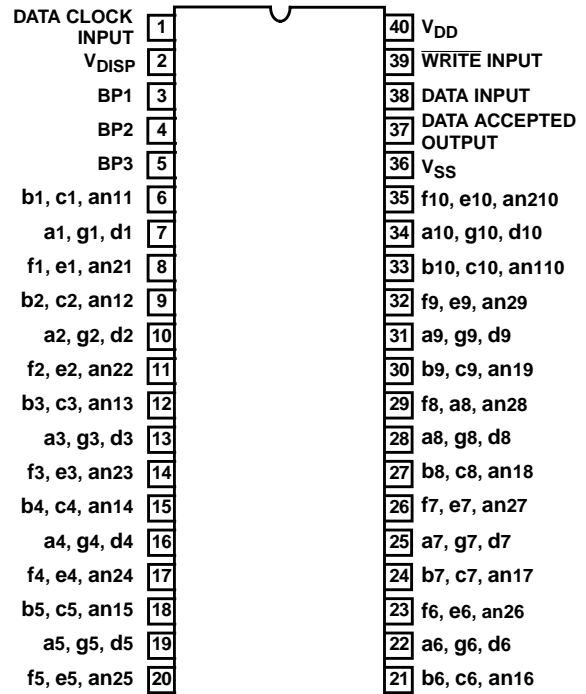 DATA CLOCK
INPUT
1
V_DISP 2
BP1 3
BP2 4
BP3 5
b1, c1, an11 6
a1, g1, d1 7
f1, e1, an21 8
b2, c2, an12 9
a2, g2, d2 10
f2, e2, an22 11
b3, c3, an13 12
a3, g3, d3 13
f3, e3, an23 14
b4, c4, an14 15
a4, g4, d4 16
f4, e4, an24 17
b5, c5, an15 18
a5, g5, d5 19
f5, e5, an25 20
40 V_DD
39 WRITE INPUT
38 DATA INPUT
37 DATA ACCEPTED
OUTPUT
36 V_SS
35 f10, e10, an210
34 a10, g10, d10
33 b10, c10, an110
32 f9, e9, an29
31 a9, g9, d9
30 b9, c9, an19
29 f8, a8, an28
28 a8, g8, d8
27 b8, c8, an18
26 f7, e7, an27
25 a7, g7, d7
24 b7, c7, an17
23 f6, e6, an26
22 a6, g6, d6
21 b6, c6, an16